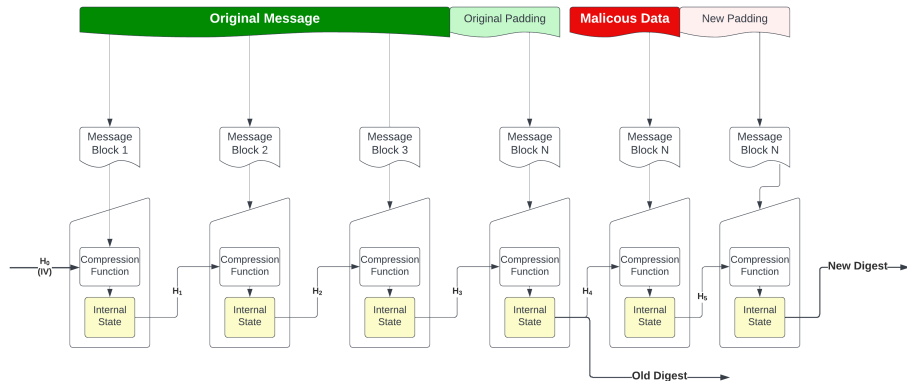 Original Message
Original Padding
Malicous Data
New Padding
Message
Block 1
Message
Block 2
Message
Block 3
Message
Block N
Message
Block N
Message
Block N
H₀
(IV)
Compression
Function
Compression
Function
Compression
Function
Compression
Function
Compression
Function
Compression
Function
New Digest
H₁
H₂
H₃
H₄
H₅
Internal
State
Internal
State
Internal
State
Internal
State
Internal
State
Internal
State
Old Digest